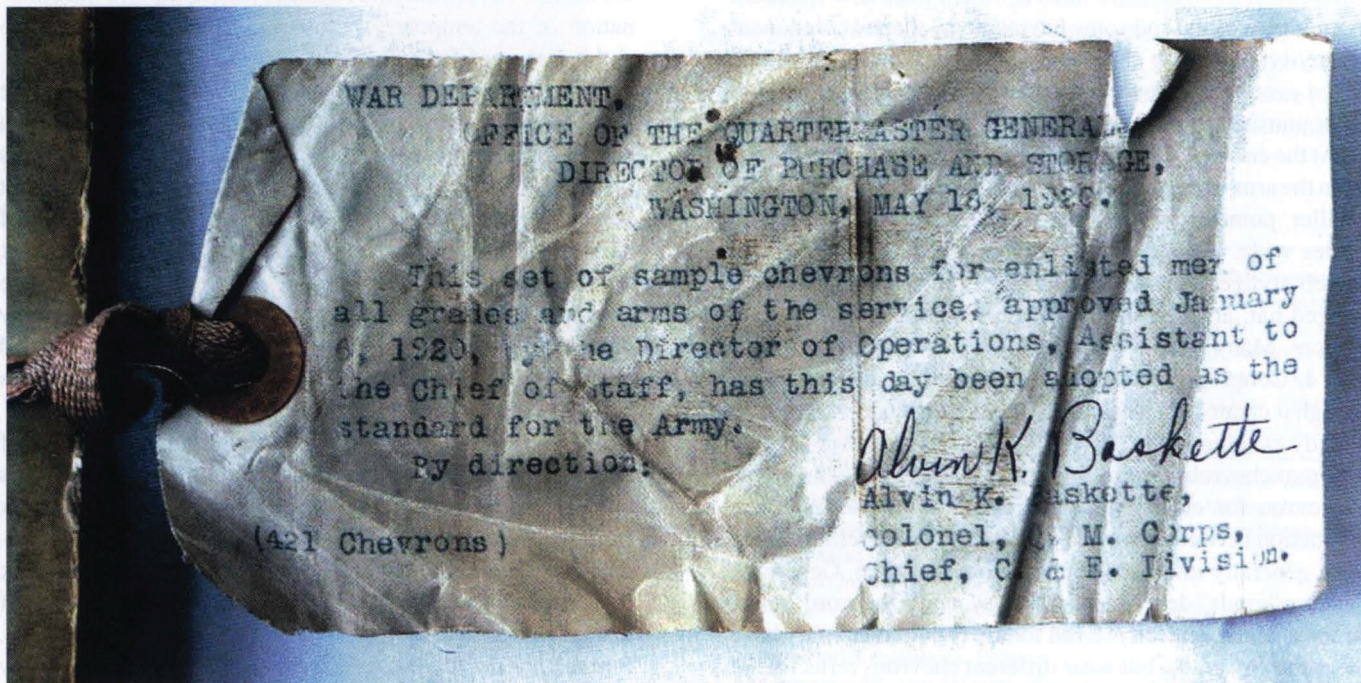 WAR DEPARTMENT,
OFFICE OF THE QUARTERMASTER GENERAL,
DIRECTOR OF PURCHASE AND STORAGE,
WASHINGTON, MAY 18, 1920.
This set of sample chevrons for enlisted men of
all grades and arms of the service, approved January
6, 1920, by the Director of Operations, Assistant to
the Chief of Staff, has this day been adopted as the
standard for the Army.
By direction:
Alvin K. Baskette
Alvin K. Baskette,
(421 Chevrons)
Colonel, Q. M. Corps,
Chief, C. & E. Division.